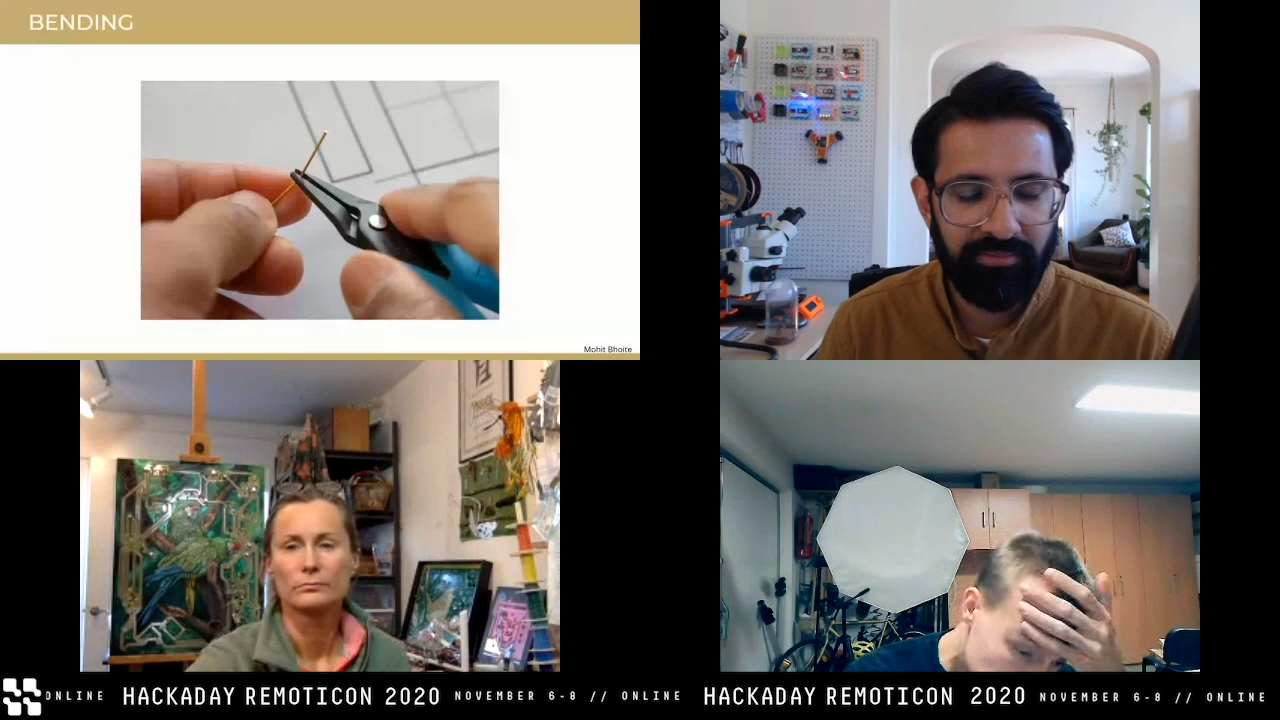 BENDING
Mohit Bhoite
ONLINE HACKADAY REMOTICON 2020 NOVEMBER 6-8 // ONLINE HACKADAY REMOTICON 2020 NOVEMBER 6-8 // ONLINE